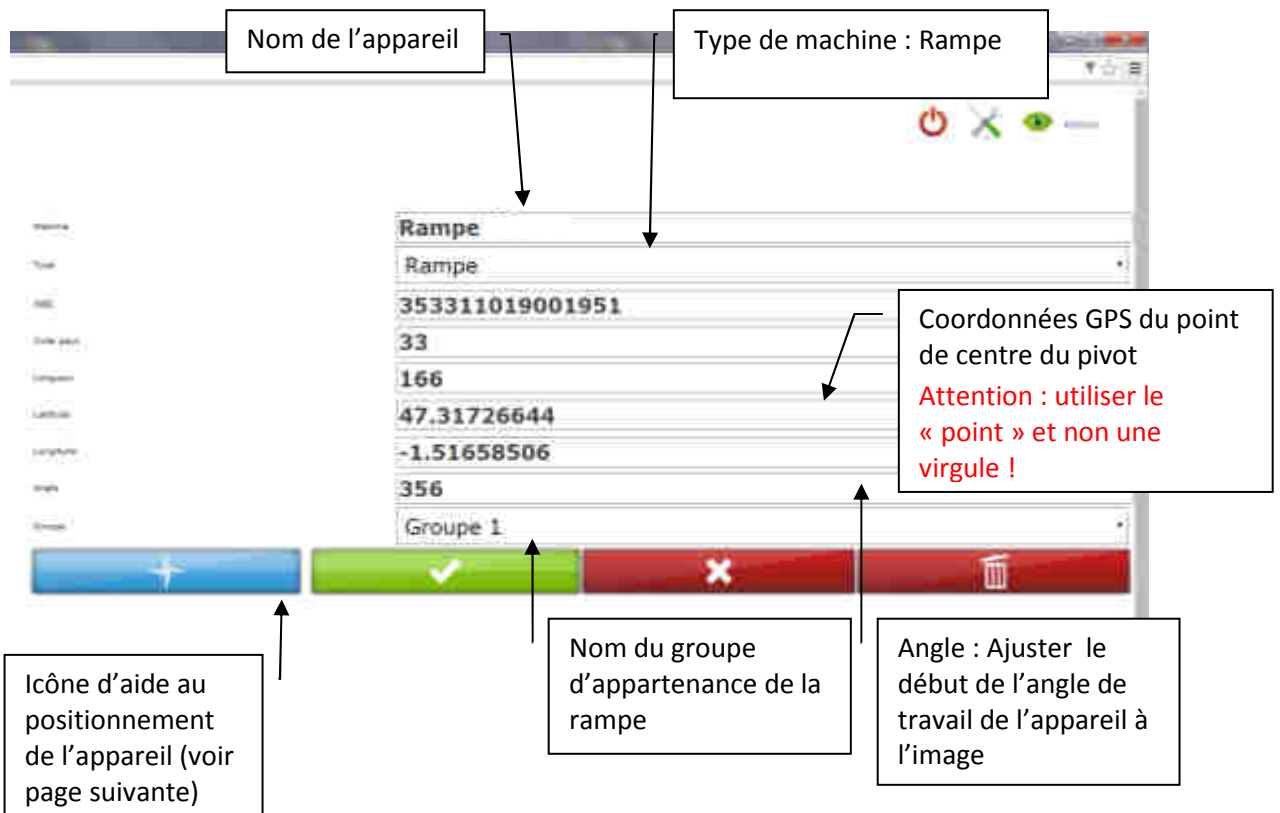 Nom de l’appareil
Type de machine : Rampe
Rampe
Rampe
353311019001951
33
166
47.31726644
-1.51658506
356
Groupe 1
Coordonnées GPS du point
de centre du pivot
Attention : utiliser le
« point » et non une
virgule !
Icône d’aide au
positionnement
de l’appareil (voir
page suivante)
Nom du groupe
d’appartenance de la
rampe
Angle : Ajuster le
début de l’angle de
travail de l’appareil à
l’image